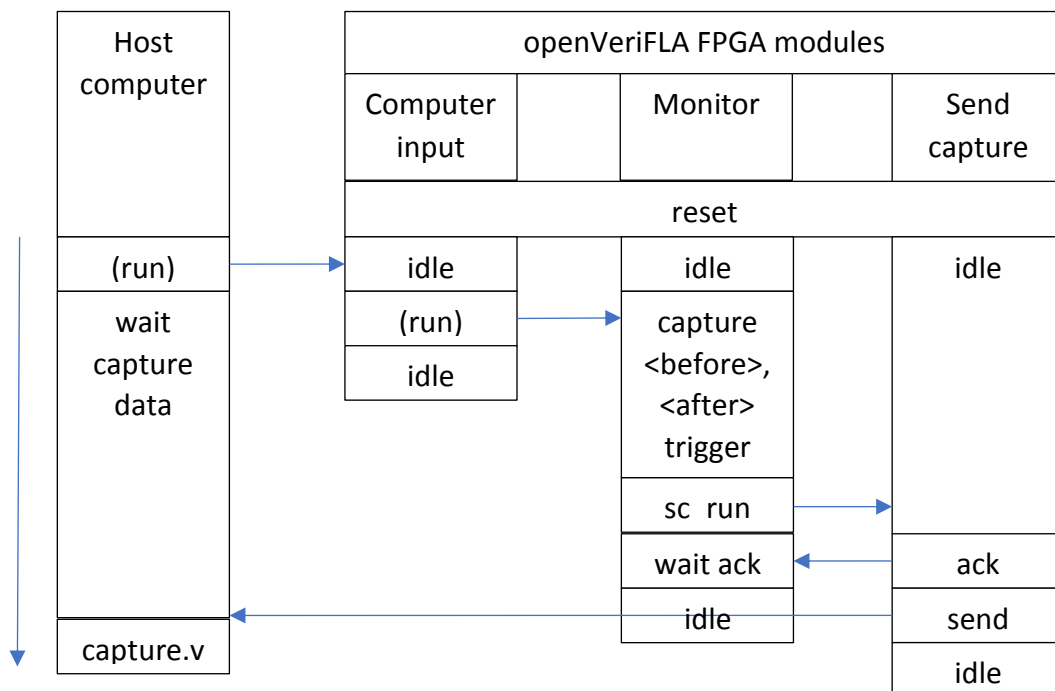 Host
computer
openVeriFLA FPGA modules
Computer
input
Monitor
Send
capture
reset
(run)
idle
idle
idle
wait
capture
data
(run)
capture
<before>,
<after>
trigger
idle
sc run
wait ack
ack
idle
send
capture.v
idle